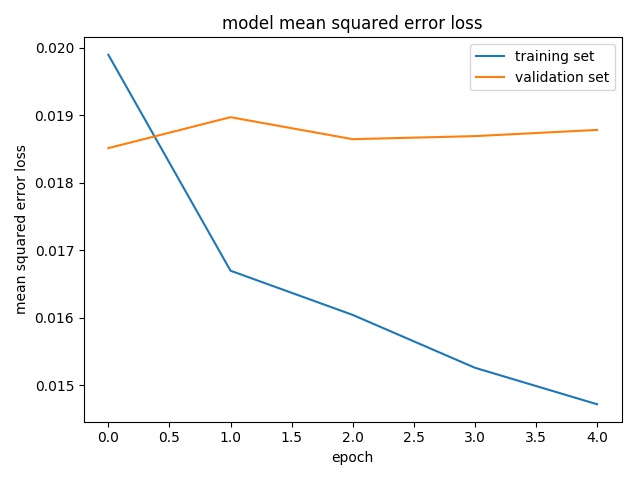 model mean squared error loss
training set
validation set
mean squared error loss
0.020
0.019
0.018
0.017
0.016
0.015
0.0 0.5 1.0 1.5 2.0 2.5 3.0 3.5 4.0
epoch